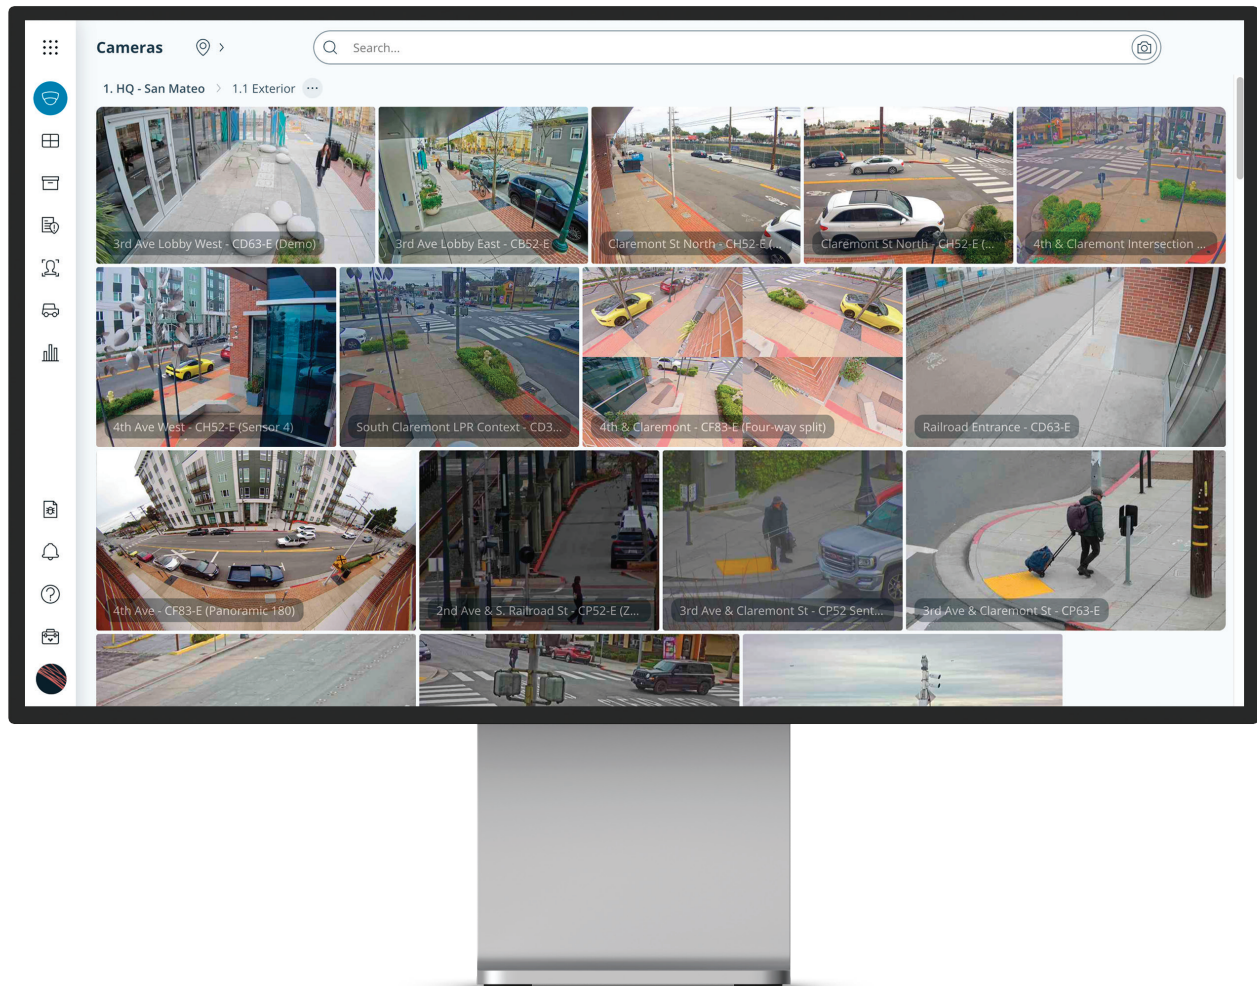 Cameras
Search...
1. HQ - San Mateo > 1.1 Exterior ...
3rd Ave Lobby West - CD63-E (Demo)
3rd Ave Lobby East - CB52-E
Claremont St North - CH52-E (...
Claremont St North - CH52-E (...
4th & Claremont Intersection ...
4th Ave West - CH52-E (Sensor 4)
South Claremont LPR Context - CD3...
4th & Claremont - CF83-E (Four-way split)
Railroad Entrance - CD63-E
4th Ave - CF83-E (Panoramic 180)
2nd Ave & S. Railroad St - CP52-E (Z...
3rd Ave & Claremont St - CP52 Sent...
3rd Ave & Claremont St - CP63-E